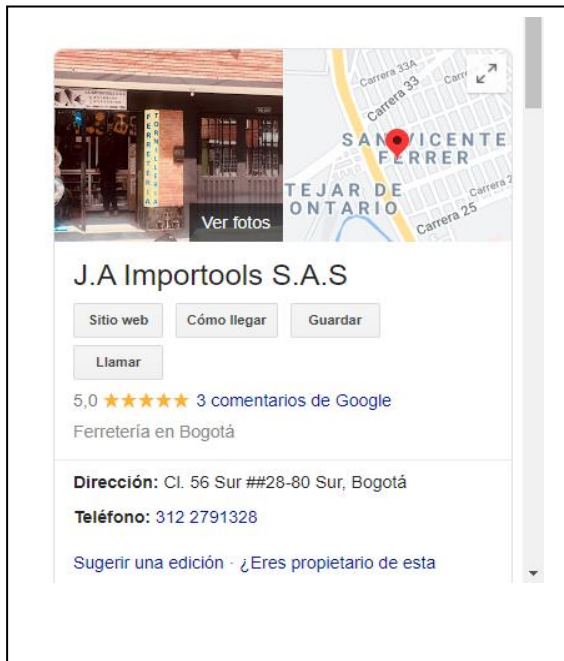 FERRETERIA
TORNILLERIA
Ver fotos
Carrera 33A
Carrera 33
SAN VICENTE
FERRER
TEJAR DE
ONTARIO
Carrera 2
Carrera 25
J.A Importools S.A.S
Sitio web
Cómo llegar
Guardar
Llamar
5,0 ★★★★★ 3 comentarios de Google
Ferretería en Bogotá
Dirección: Cl. 56 Sur ##28-80 Sur, Bogotá
Teléfono: 312 2791328
Sugerir una edición · ¿Eres propietario de esta